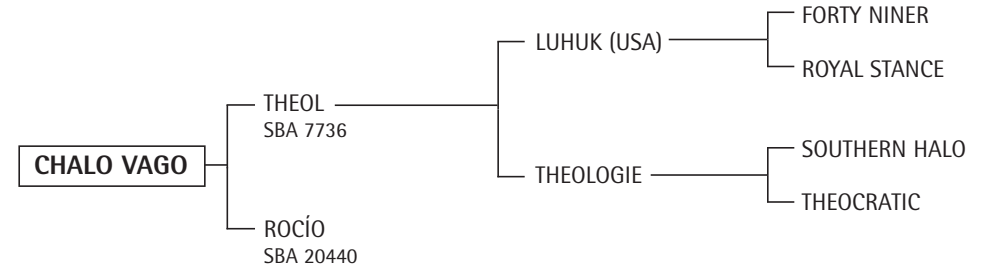 FORTY NINER
LUHUK (USA)
ROYAL STANCE
THEOL
SBA 7736
CHALO VAGO
SOUTHERN HALO
THEOLOGIE
THEOCRATIC
ROCÍO
SBA 20440